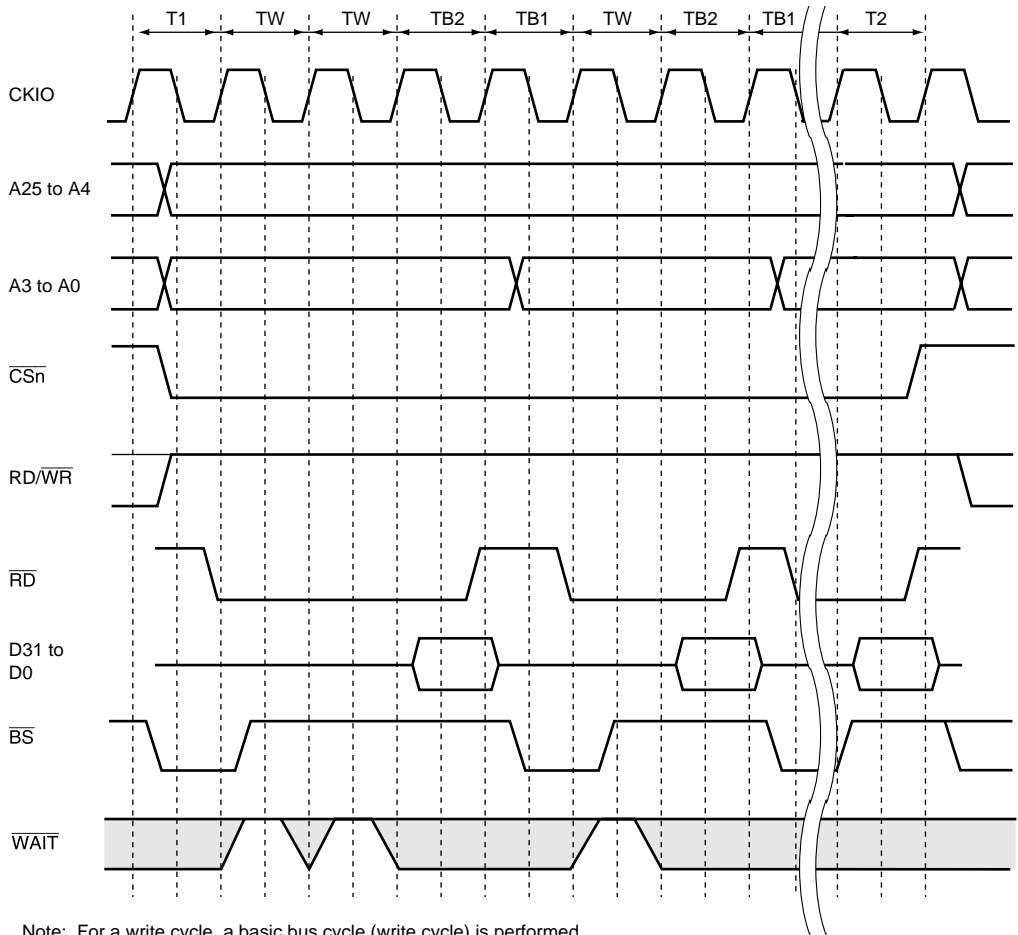 T1 TW TW TB2 TB1 TW TB2 TB1 T2
CKIO
A25 to A4
A3 to A0
CSn
RD/WR
RD
D31 to
D0
BS
WAIT
Note: For a write cycle, a basic bus cycle (write cycle) is performed.